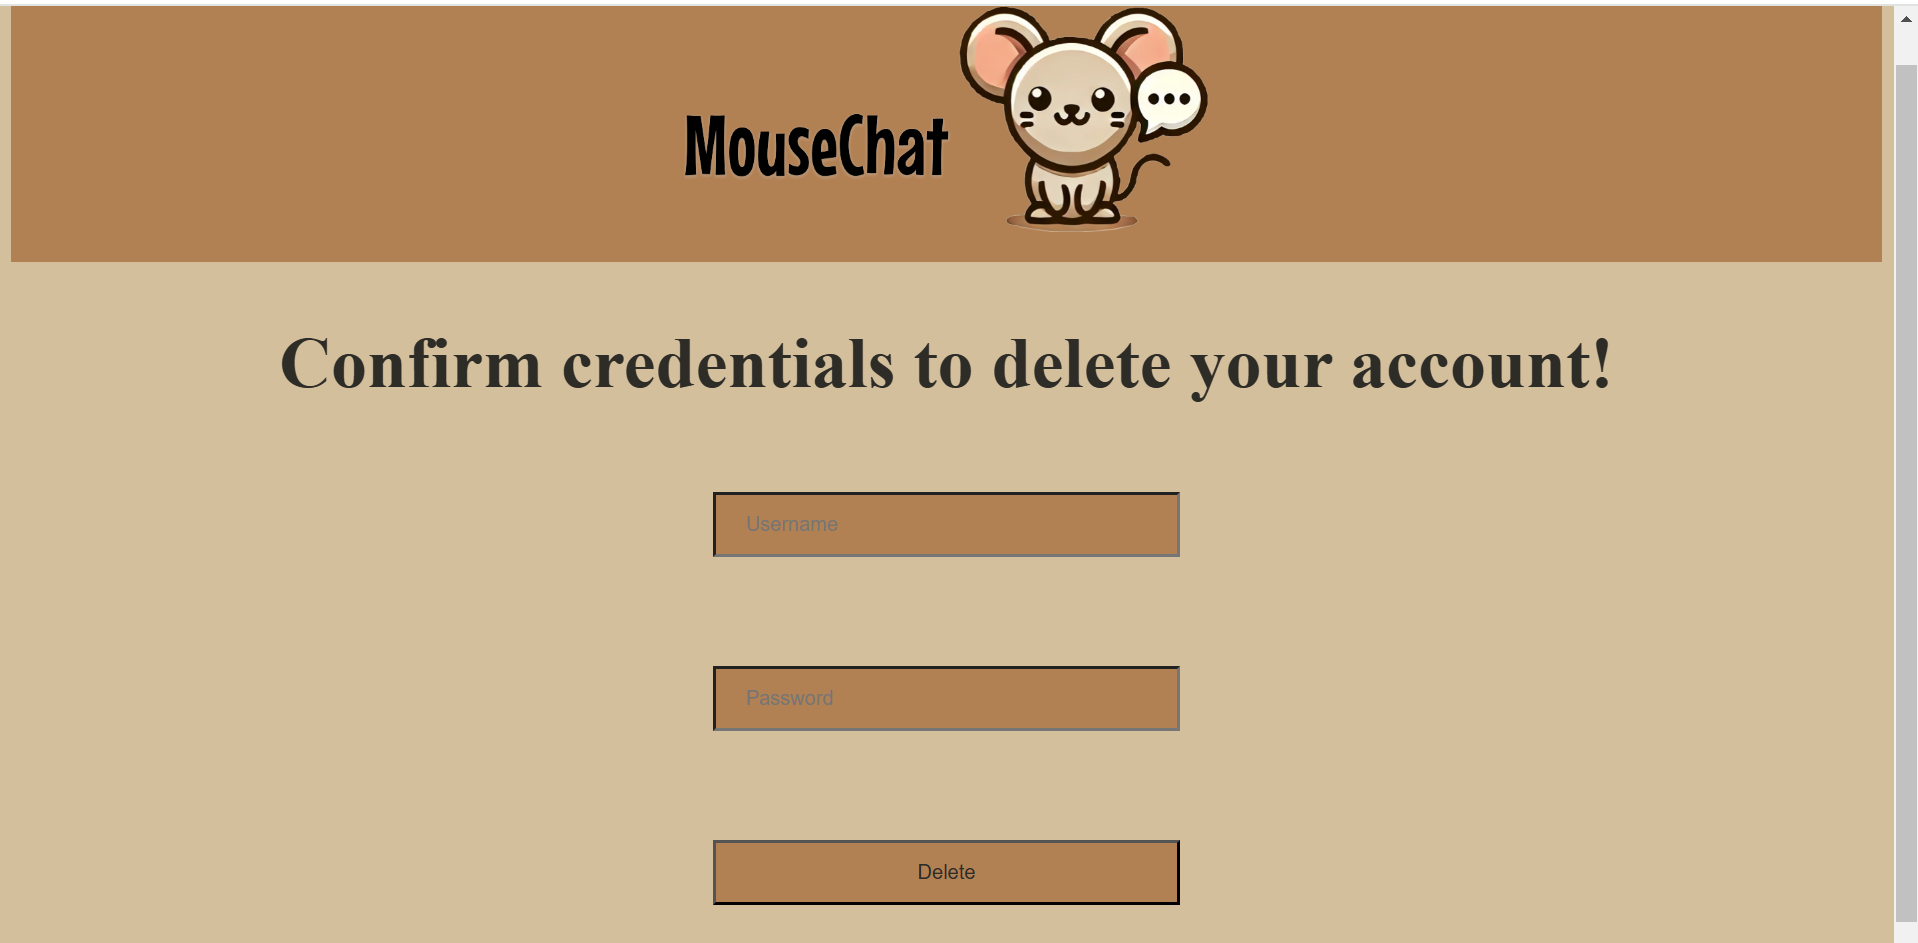 MouseChat
Confirm credentials to delete your account!
Username
Password
Delete